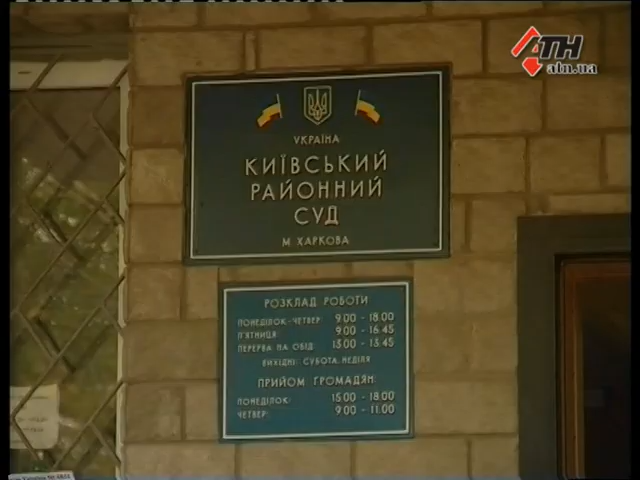 АТН
atn.ua
УКРАЇНА
КИЇВСЬКИЙ
РАЙОННИЙ
СУД
М. ХАРКОВА
РОЗКЛАД РОБОТИ
ПОНЕДІЛОК-ЧЕТВЕР: 9.00 - 18.00
П'ЯТНИЦЯ: 9.00 - 16.45
ПЕРЕРВА НА ОБІД: 13.00 - 13.45
ВИХІДНІ: СУБОТА, НЕДІЛЯ
ПРИЙОМ ГРОМАДЯН:
ПОНЕДІЛОК: 15.00 - 18.00
ЧЕТВЕР: 9.00 - 11.00